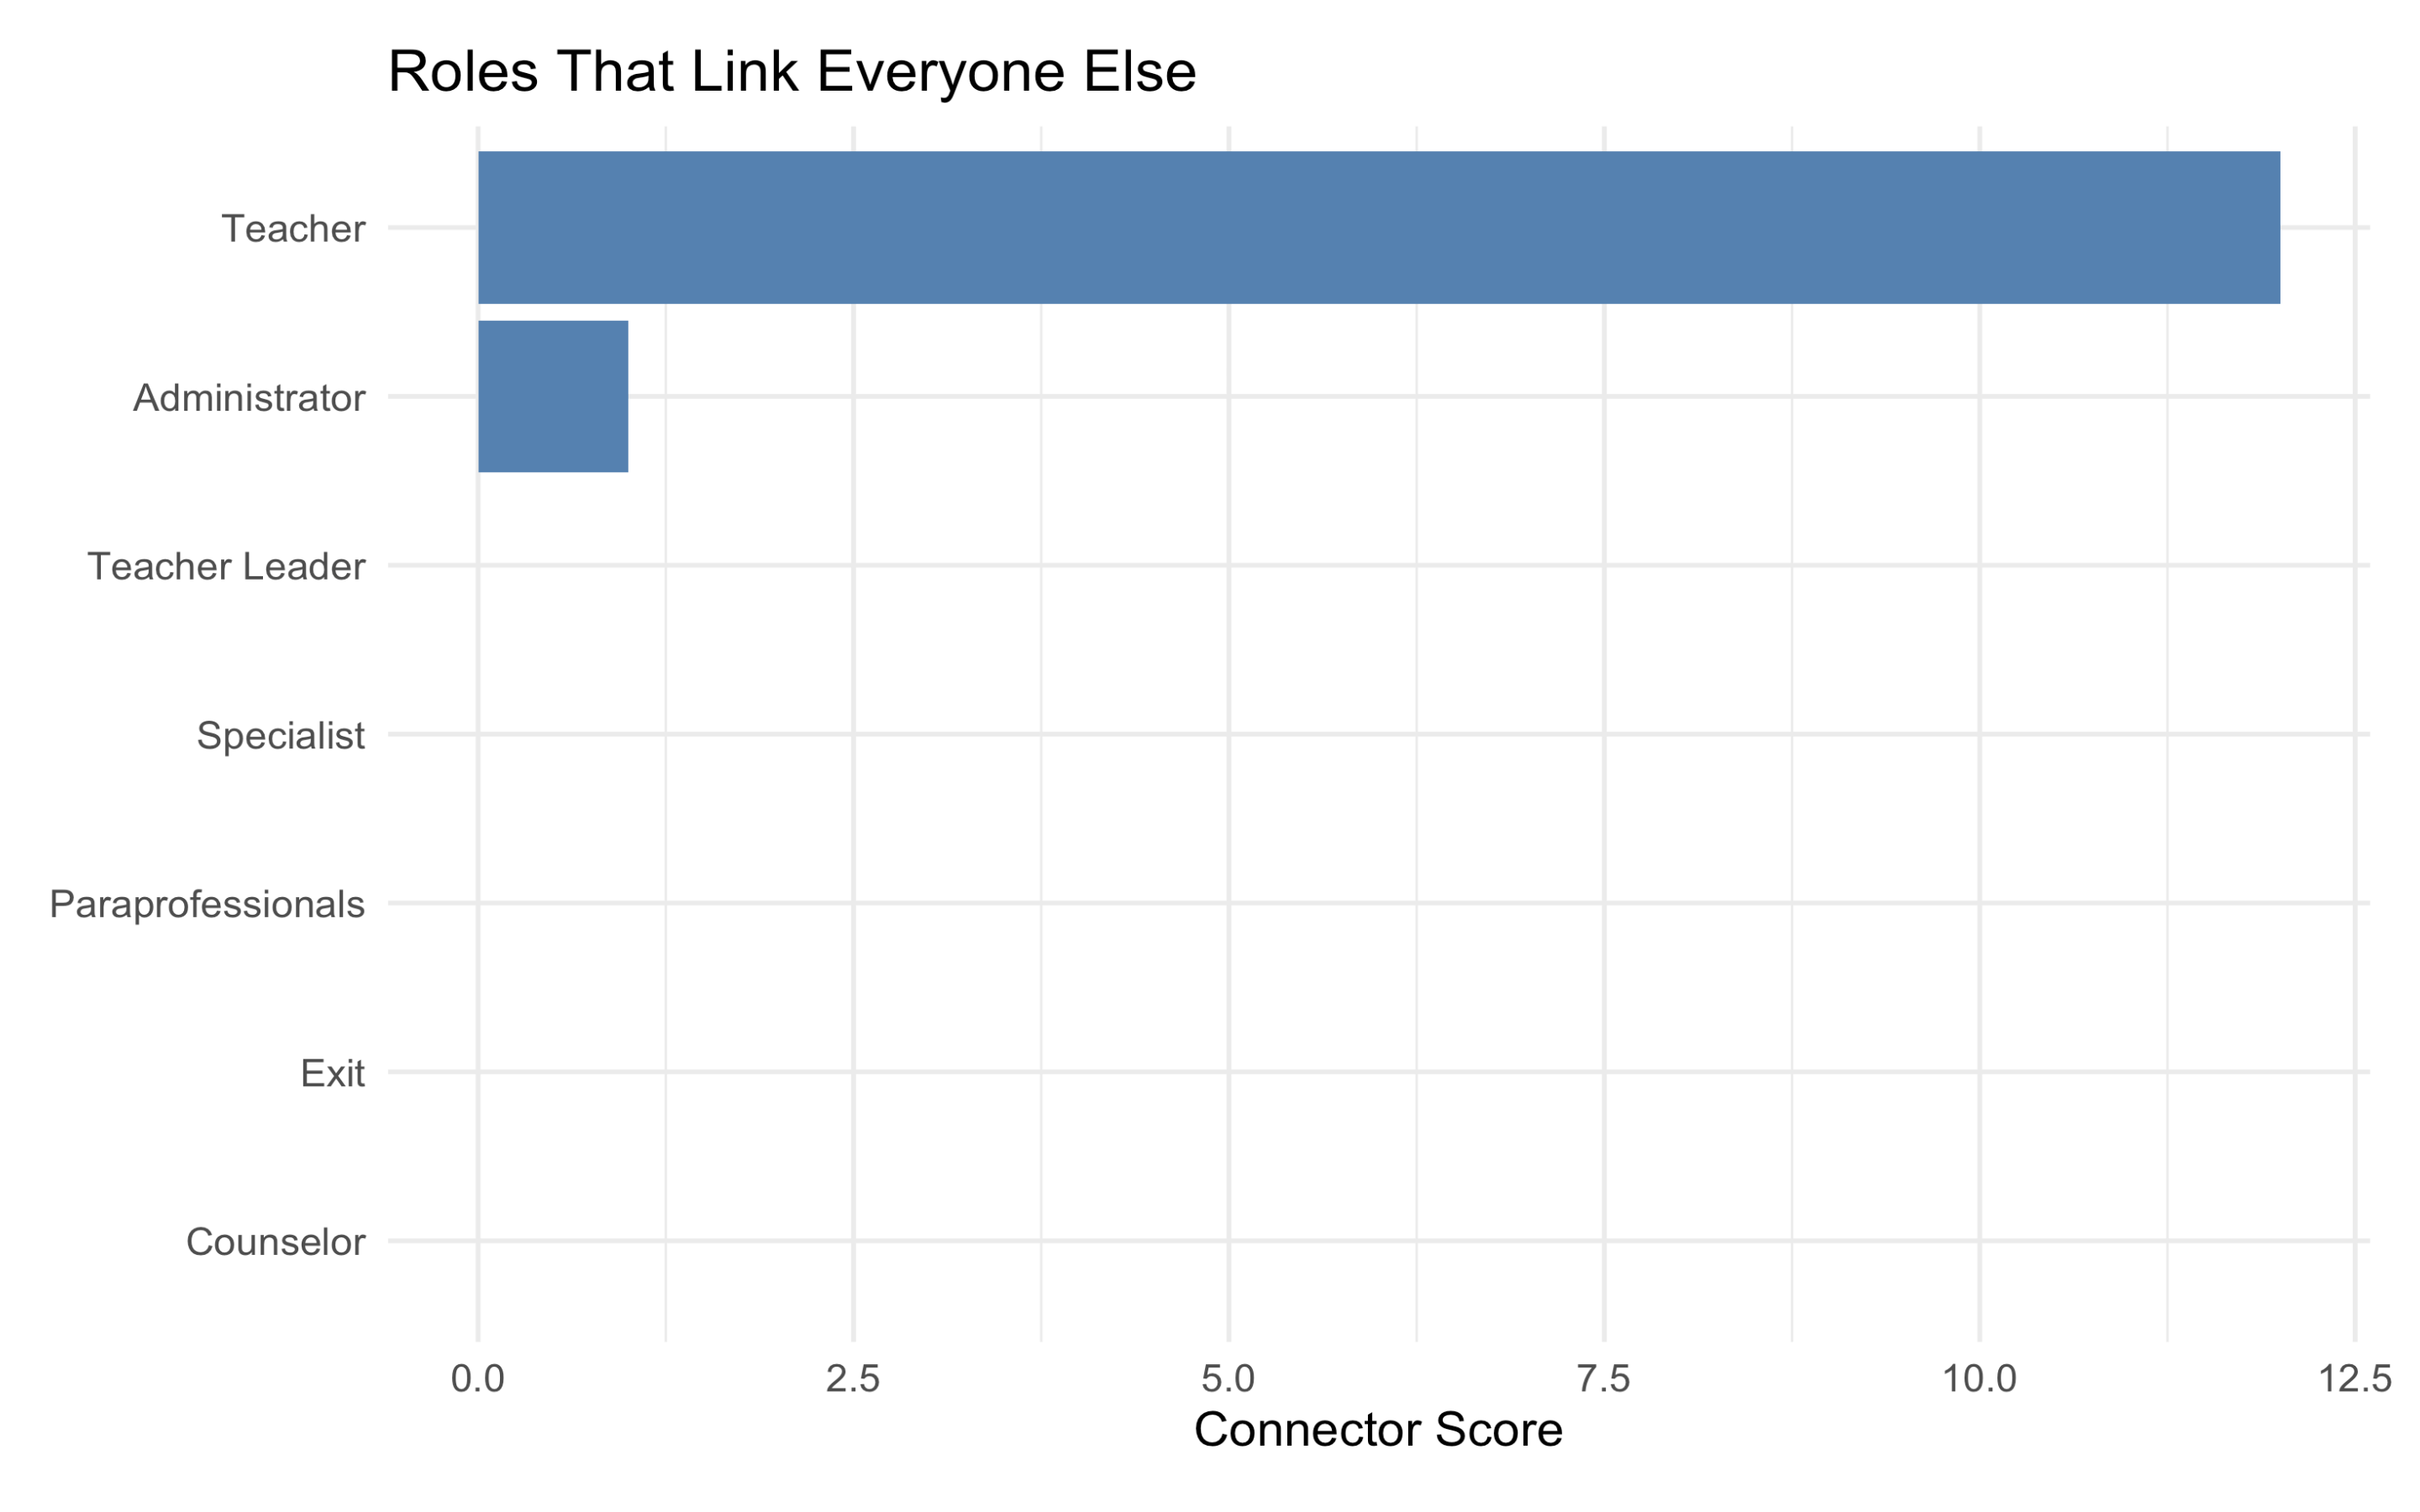 Roles That Link Everyone Else
Teacher
Administrator
Teacher Leader
Specialist
Paraprofessionals
Exit
Counselor
0.0 2.5 5.0 7.5 10.0 12.5
Connector Score